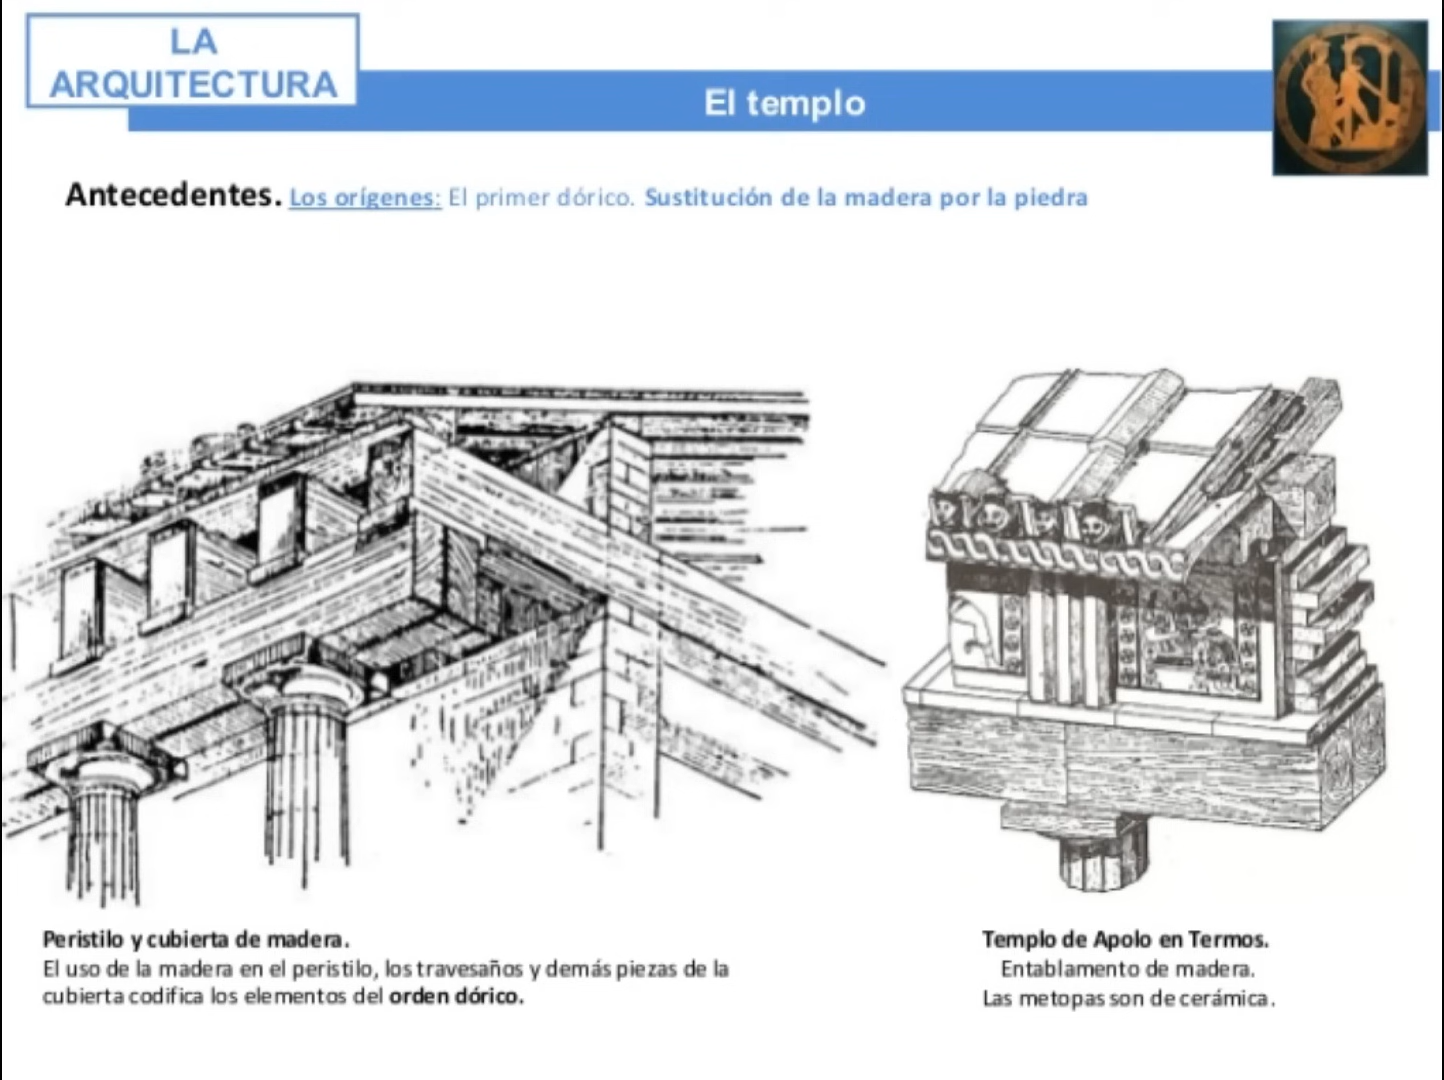 LA
ARQUITECTURA
El templo
Antecedentes. Los orígenes: El primer dórico. Sustitución de la madera por la piedra
Peristilo y cubierta de madera.
El uso de la madera en el peristilo, los travesaños y demás piezas de la
cubierta codifica los elementos del orden dórico.
Templo de Apolo en Termos.
Entablamento de madera.
Las metopas son de cerámica.